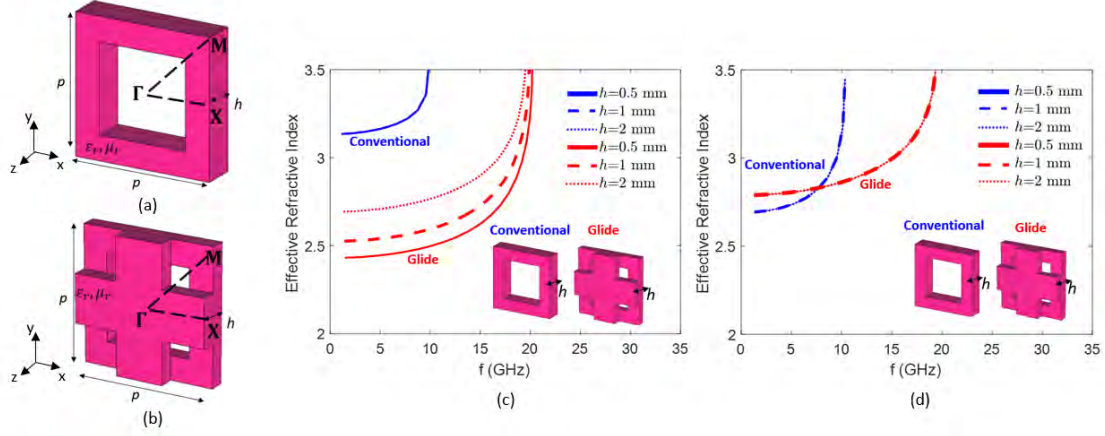 p
M
Γ
X
h
εr, μr
y
x
z
p
(a)
M
p
εr, μr
Γ
X
h
y
x
z
p
(b)
Effective Refractive Index
3.5
3
2.5
2
h=0.5 mm
h=1 mm
h=2 mm
h=0.5 mm
h=1 mm
h=2 mm
Conventional
Glide
Conventional
Glide
h
h
0 5 10 15 20 25 30 35
f (GHz)
(c)
Effective Refractive Index
3.5
3
2.5
2
h=0.5 mm
h=1 mm
h=2 mm
h=0.5 mm
h=1 mm
h=2 mm
Conventional
Glide
Conventional
Glide
h
h
0 5 10 15 20 25 30 35
f (GHz)
(d)